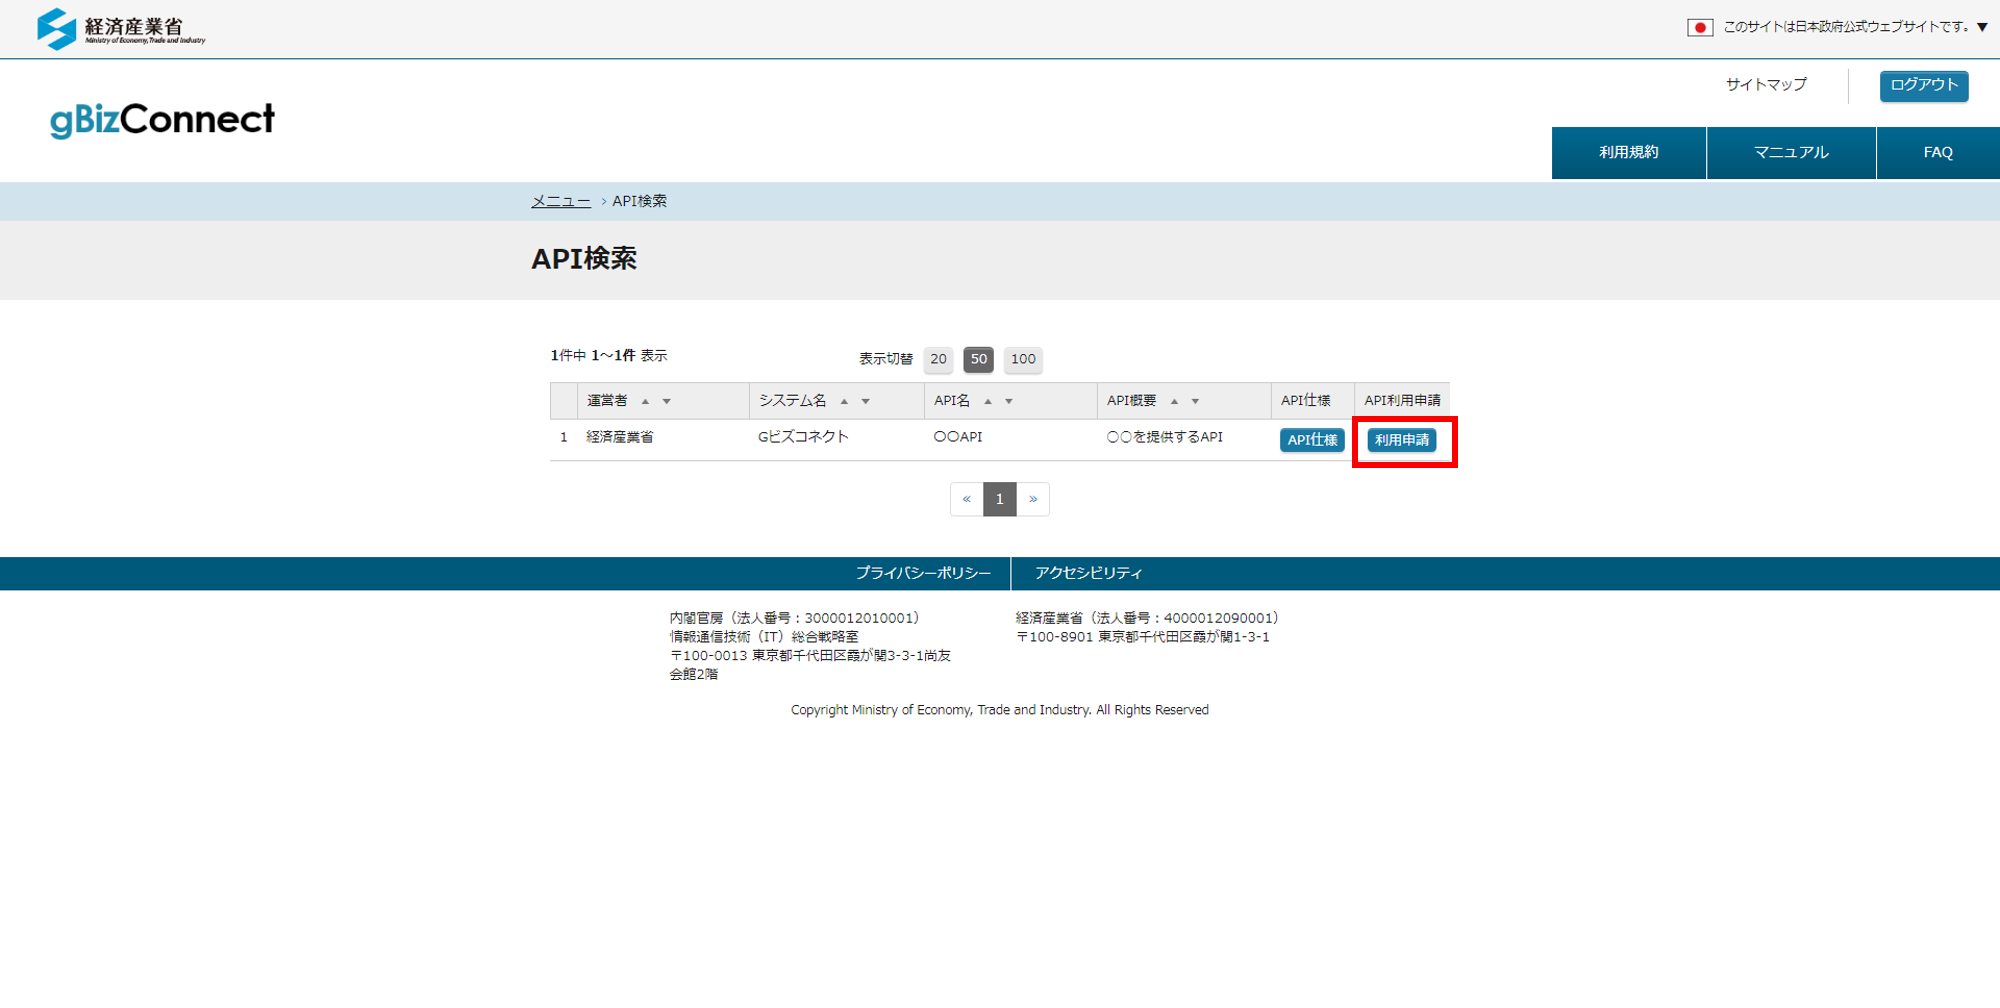 経済産業省
Ministry of Economy, Trade and Industry
このサイトは日本政府公式ウェブサイトです。▼
サイトマップ
ログアウト
gBizConnect
利用規約 マニュアル FAQ
メニュー › API検索
API検索
1件中 1～1件 表示 表示切替 20 50 100
運営者 ▲ ▼ システム名 ▲ ▼ API名 ▲ ▼ API概要 ▲ ▼ API仕様 API利用申請
1 経済産業省 Gビズコネクト 〇〇API 〇〇を提供するAPI API仕様 利用申請
« 1 »
プライバシーポリシー アクセシビリティ
内閣官房（法人番号：3000012010001）
情報通信技術（IT）総合戦略室
〒100-0013 東京都千代田区霞が関3-3-1尚友
会館2階
経済産業省（法人番号：4000012090001）
〒100-8901 東京都千代田区霞が関1-3-1
Copyright Ministry of Economy, Trade and Industry. All Rights Reserved